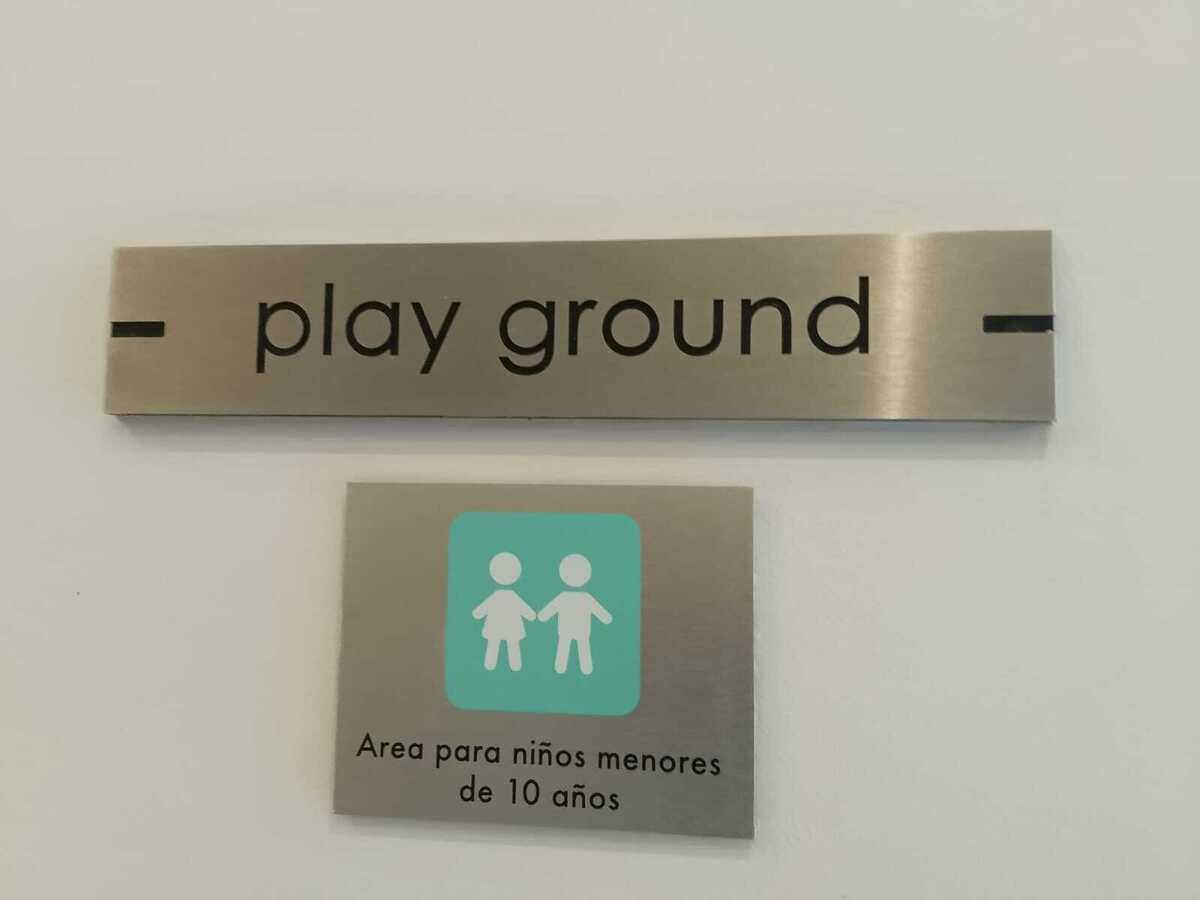 play ground
Area para niños menores
de 10 años